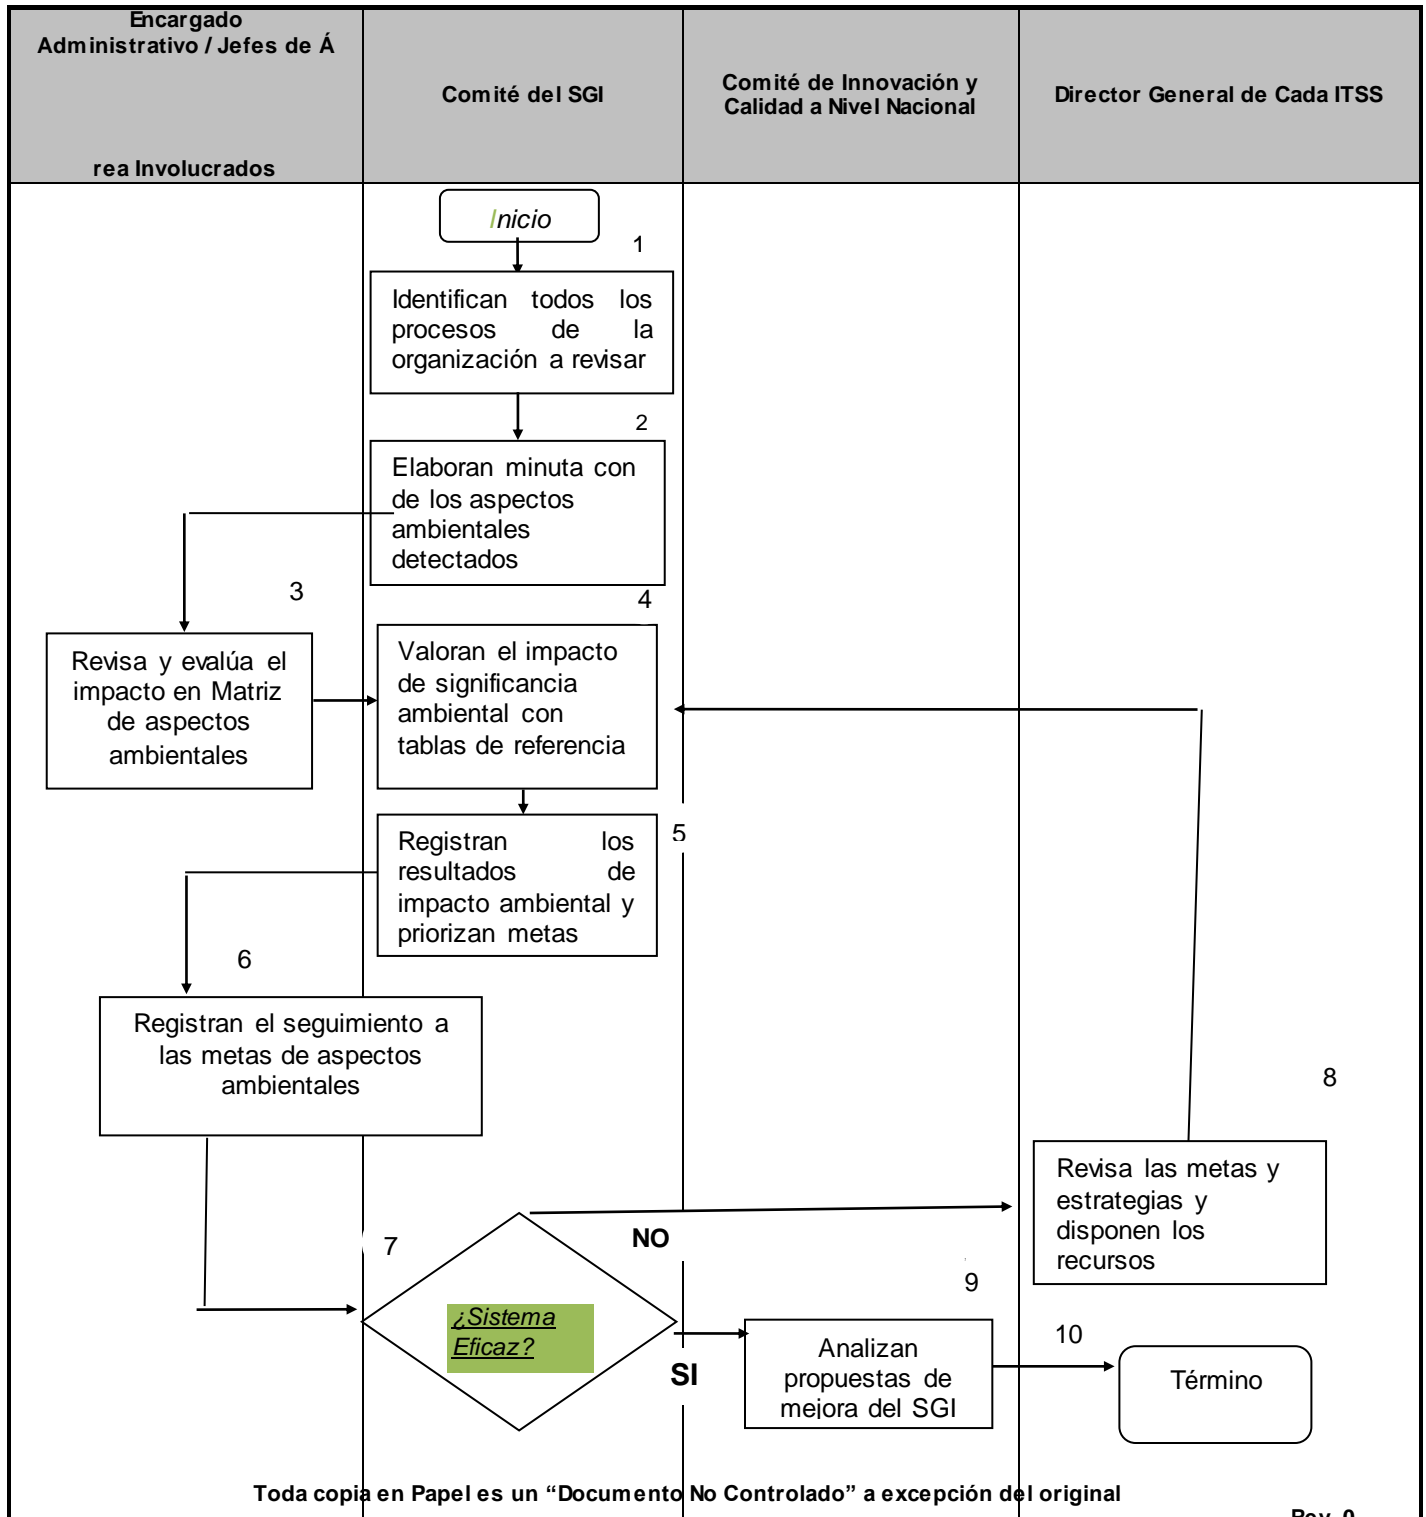 Encargado
Administrativo / Jefes de Á
rea Involucrados
Comité del SGI
Comité de Innovación y
Calidad a Nivel Nacional
Director General de Cada ITSS
Inicio
1
Identifican todos los
procesos de la
organización a revisar
2
Elaboran minuta con
de los aspectos
ambientales
detectados
3
Revisa y evalúa el
impacto en Matriz
de aspectos
ambientales
4
Valoran el impacto
de significancia
ambiental con
tablas de referencia
5
Registran los
resultados de
impacto ambiental y
priorizan metas
6
Registran el seguimiento a
las metas de aspectos
ambientales
7
¿Sistema
Eficaz?
NO
SI
8
Revisa las metas y
estrategias y
disponen los
recursos
9
Analizan
propuestas de
mejora del SGI
10
Término
Toda copia en Papel es un “Documento No Controlado” a excepción del original
Rev. 0